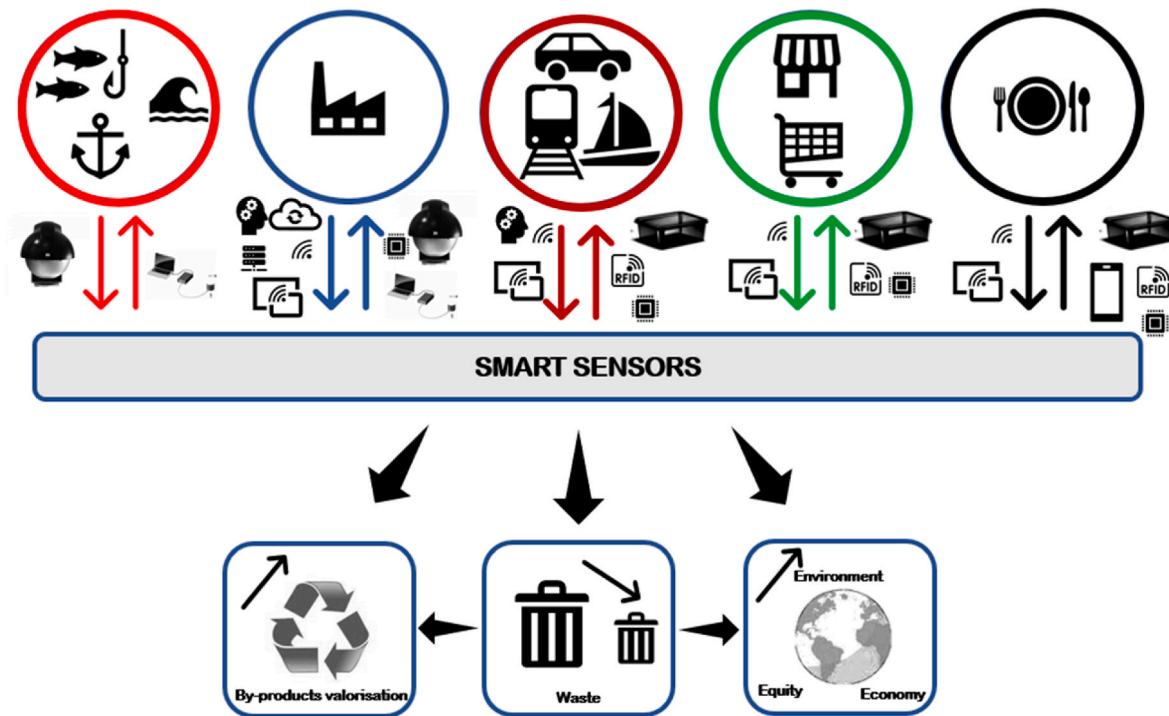 RFID
RFID
RFID
SMART SENSORS
By-products valorisation
Waste
Environment
Equity
Economy